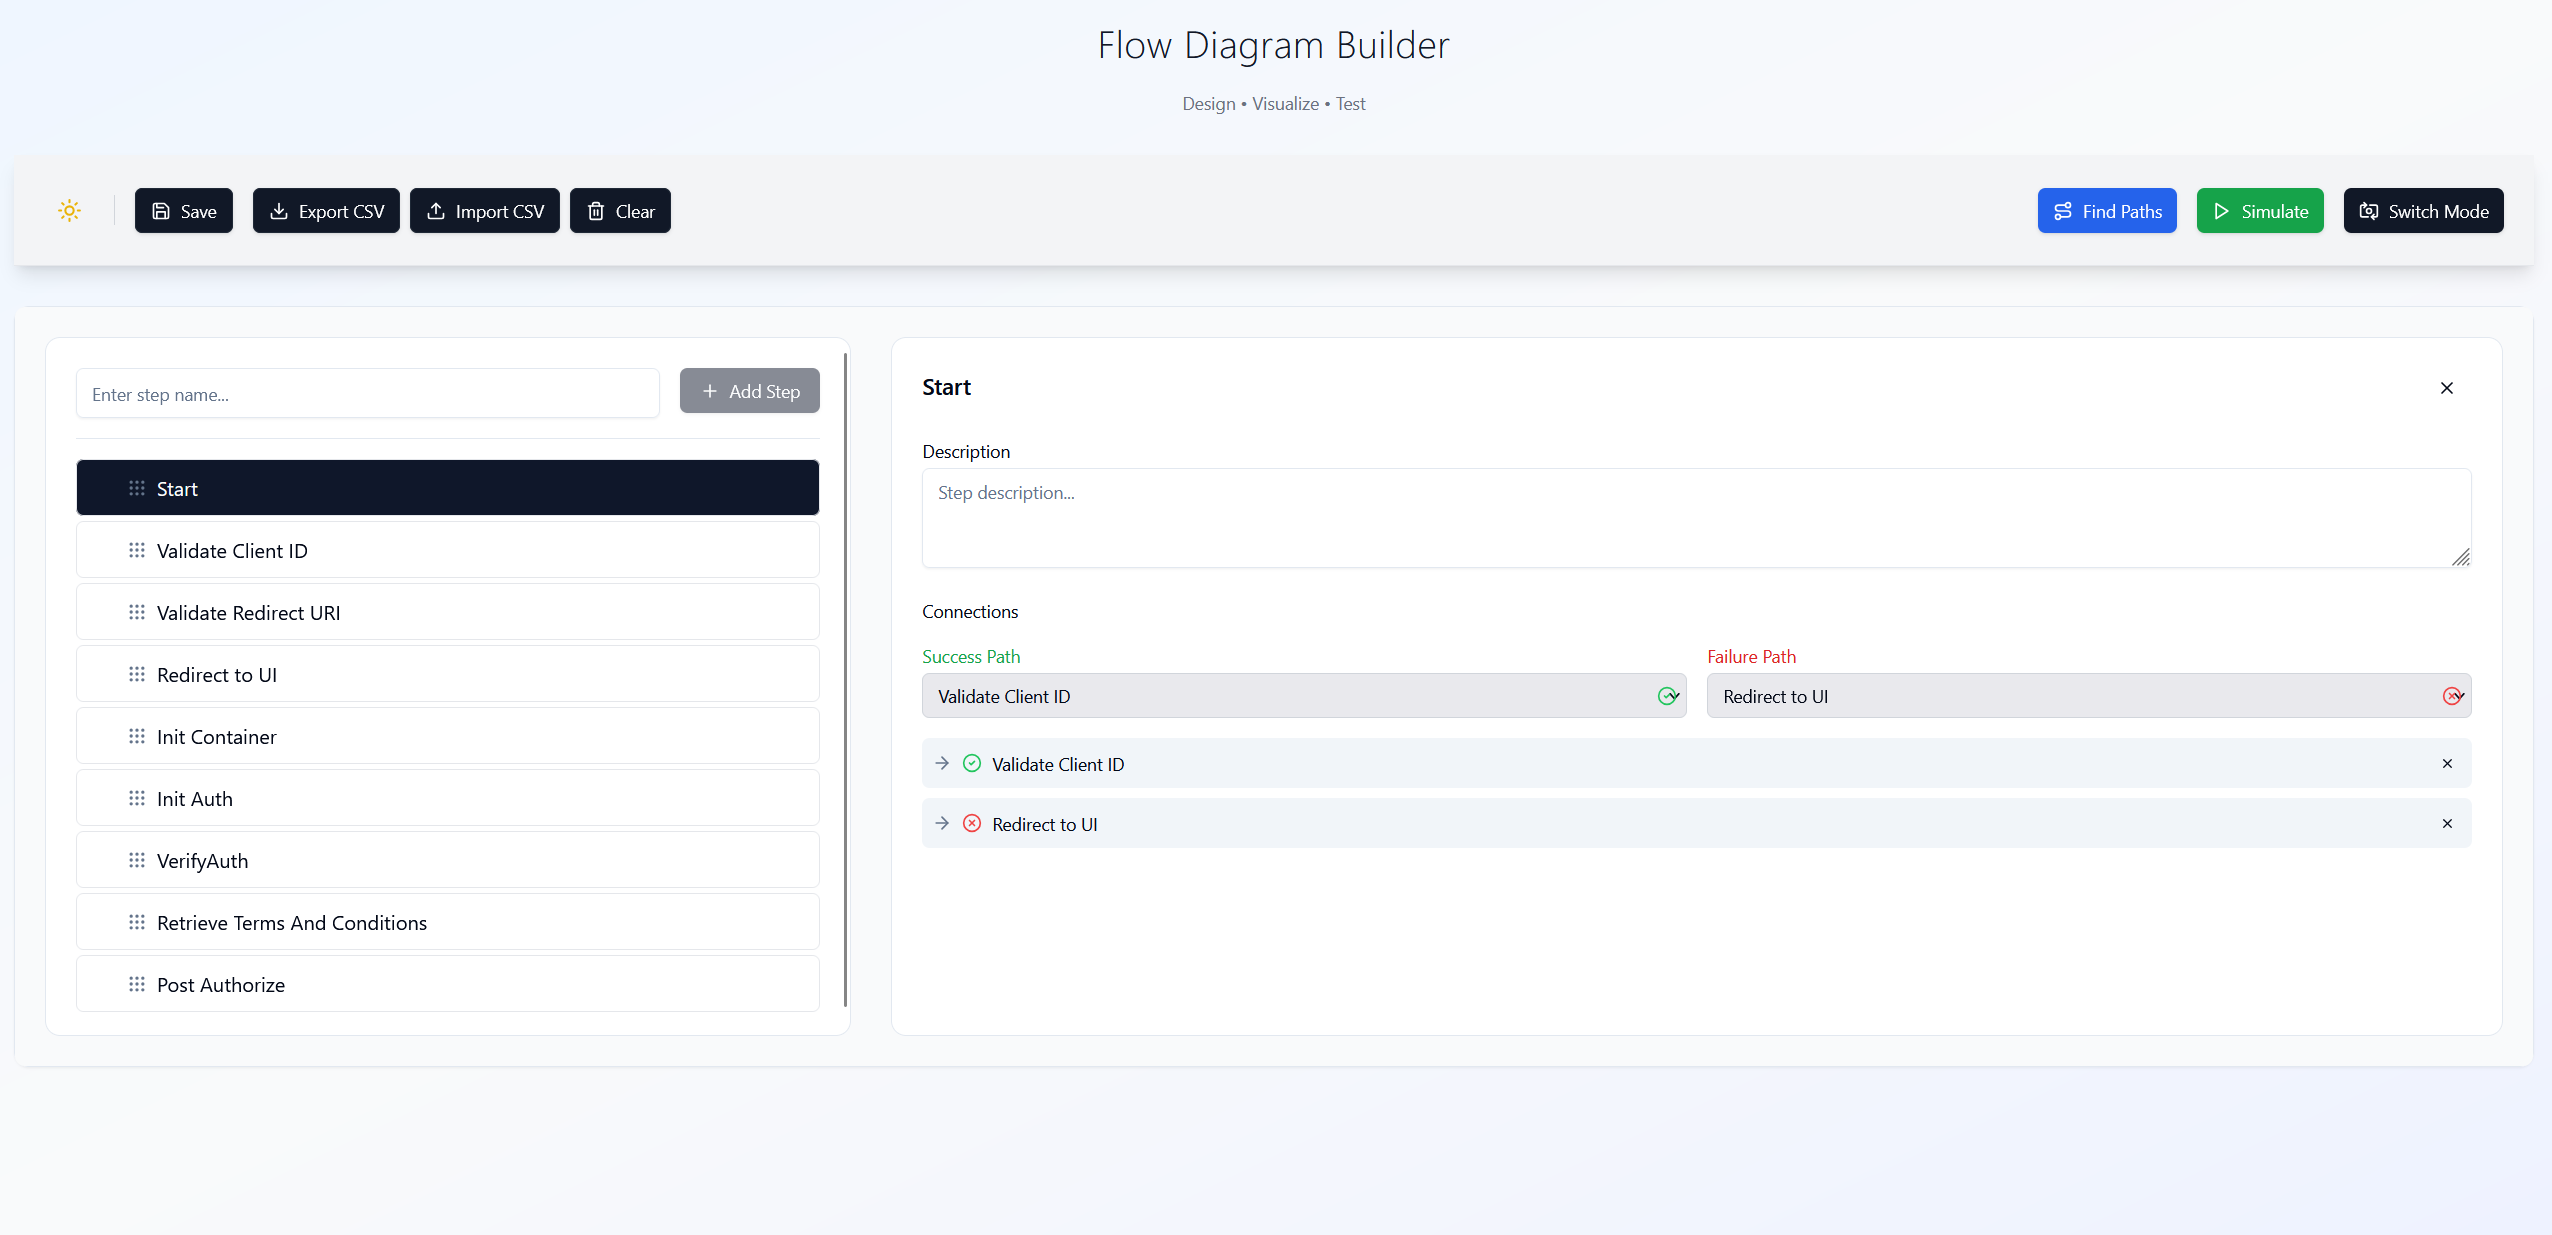 Flow Diagram Builder
Design • Visualize • Test
Save
Export CSV
Import CSV
Clear
Find Paths
Simulate
Switch Mode
Enter step name...
Add Step
Start
Validate Client ID
Validate Redirect URI
Redirect to UI
Init Container
Init Auth
VerifyAuth
Retrieve Terms And Conditions
Post Authorize
Start
Description
Step description...
Connections
Success Path
Failure Path
Validate Client ID
Redirect to UI
Validate Client ID
Redirect to UI